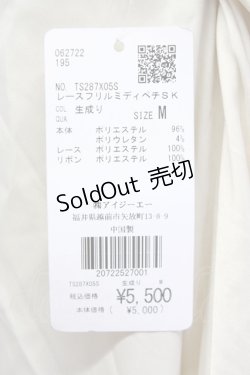 062722
195
NO. TS287X05S
レースフリルミディペチSK
COL 生成り
QUA
SIZE M
本体 ポリエステル 96%
ポリウレタン 4%
レース ポリエステル 100%
リボン ポリエステル 100%
SoldOut 売切
㈱アイジーエー
福井県越前市矢放町13-8-9
中国製
20722527001
TS287X05S 生成り M
税込価格 ¥5,500
本体価格 (¥5,000)